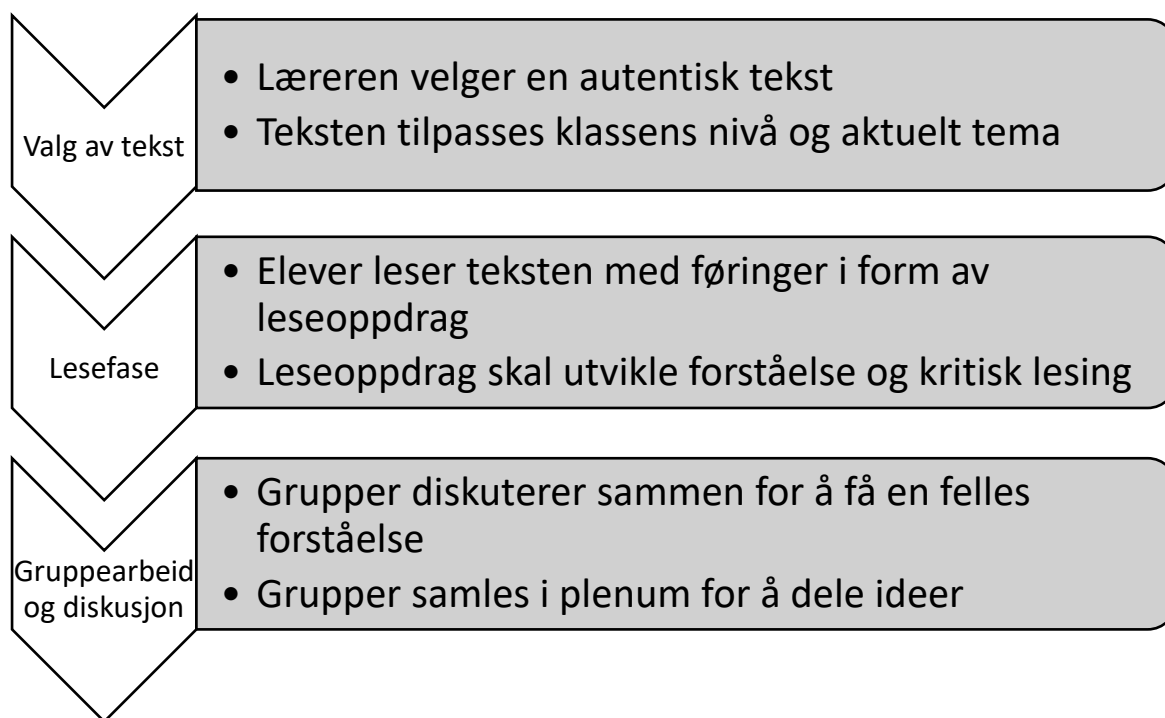 Valg av tekst
• Læreren velger en autentisk tekst
• Teksten tilpasses klassens nivå og aktuelt tema
Lesefase
• Elever leser teksten med føringer i form av
leseoppdrag
• Leseoppdrag skal utvikle forståelse og kritisk lesing
Gruppearbeid
og diskusjon
• Grupper diskuterer sammen for å få en felles
forståelse
• Grupper samles i plenum for å dele ideer